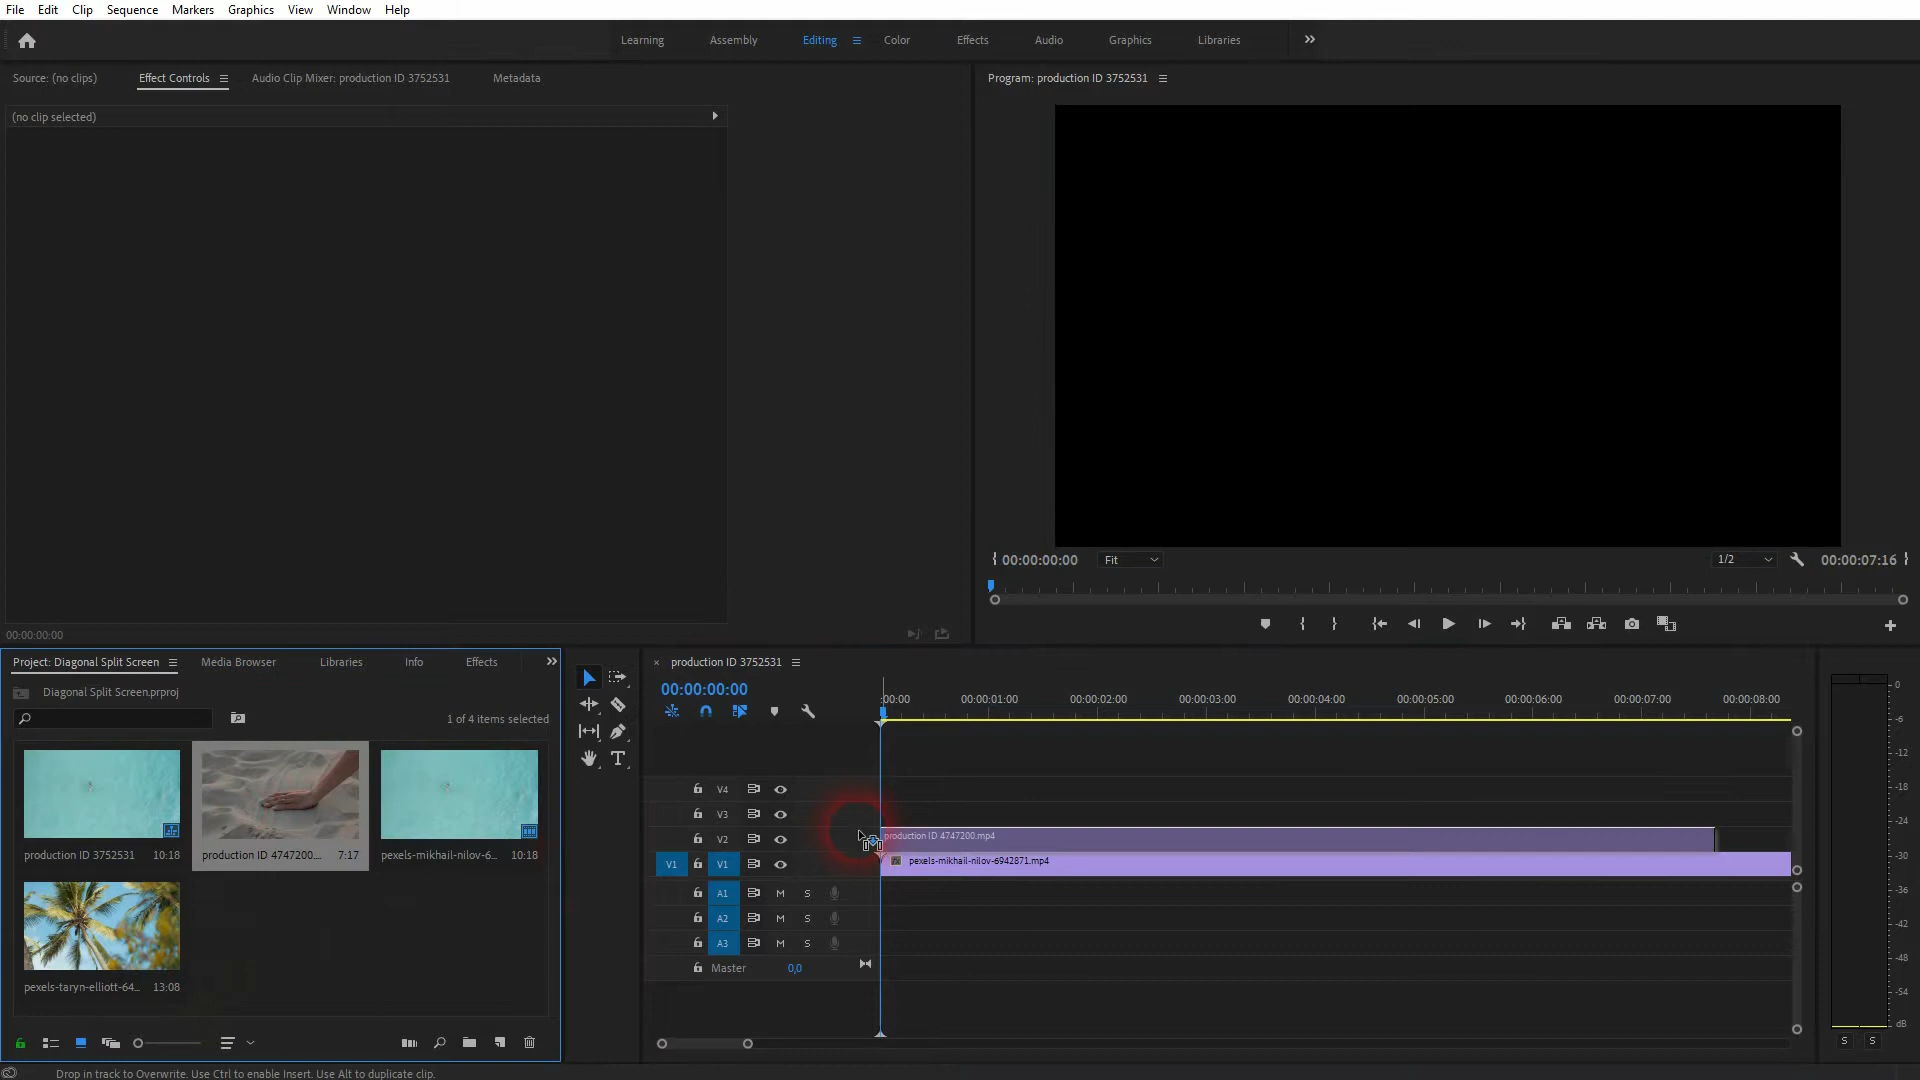 File Edit Clip Sequence Markers Graphics View Window Help
Learning Assembly Editing Color Effects Audio Graphics Libraries
Source: (no clips) Effect Controls Audio Clip Mixer: production ID 3752531 Metadata
Program: production ID 3752531
(no clip selected)
00:00:00:00 Fit 1/2 00:00:07:16
00:00:00:00
Project: Diagonal Split Screen Media Browser Libraries Info Effects
Diagonal Split Screen.prproj
1 of 4 items selected
production ID 3752531 10:18
production ID 4747200.... 7:17
pexels-mikhail-nilov-6... 10:18
pexels-taryn-elliott-64... 13:08
production ID 3752531
00:00:00:00
:00:00 00:00:01:00 00:00:02:00 00:00:03:00 00:00:04:00 00:00:05:00 00:00:06:00 00:00:07:00 00:00:08:00
V4
V3
V2 production ID 4747200.mp4
V1 V1 pexels-mikhail-nilov-6942871.mp4
A1 M S
A2 M S
A3 M S
Master 0,0
0
-6
-12
-18
-24
-30
-36
-42
-48
-54
dB
S S
Drop in track to Overwrite. Use Ctrl to enable Insert. Use Alt to duplicate clip.